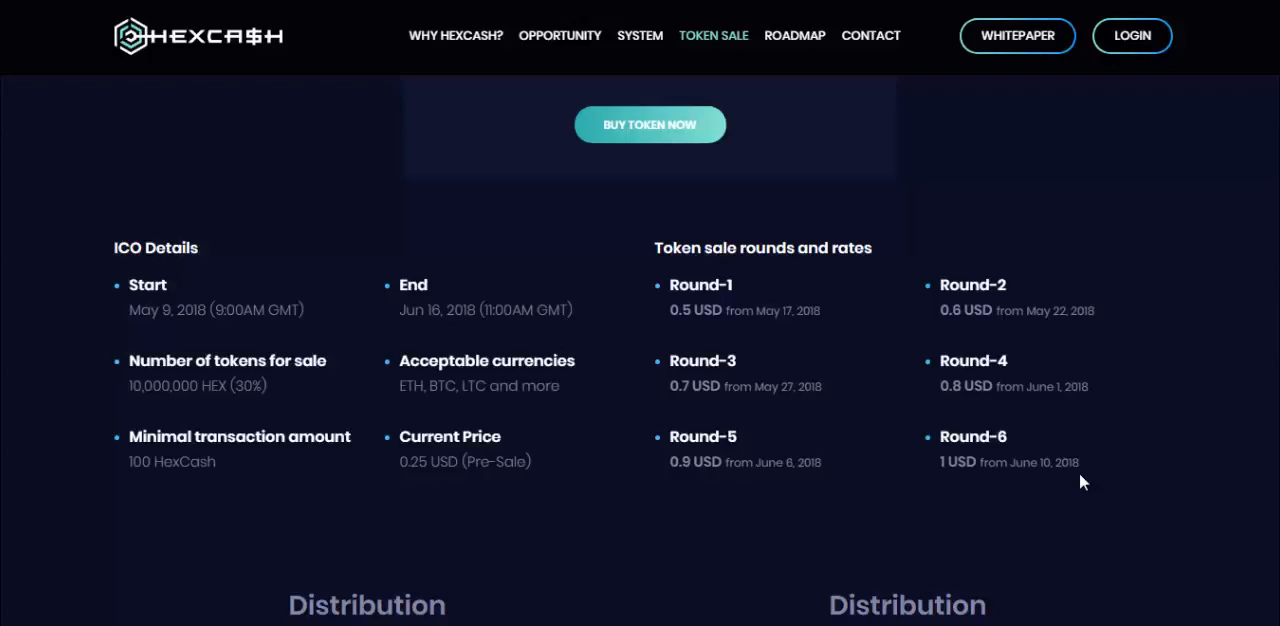 HEXCA$H
WHY HEXCASH? OPPORTUNITY SYSTEM TOKEN SALE ROADMAP CONTACT WHITEPAPER LOGIN
BUY TOKEN NOW
ICO Details
Start
May 9, 2018 (9:00AM GMT)
End
Jun 16, 2018 (11:00AM GMT)
Number of tokens for sale
10,000,000 HEX (30%)
Acceptable currencies
ETH, BTC, LTC and more
Minimal transaction amount
100 HexCash
Current Price
0.25 USD (Pre-Sale)
Token sale rounds and rates
Round-1
0.5 USD from May 17, 2018
Round-2
0.6 USD from May 22, 2018
Round-3
0.7 USD from May 27, 2018
Round-4
0.8 USD from June 1, 2018
Round-5
0.9 USD from June 6, 2018
Round-6
1 USD from June 10, 2018
Distribution
Distribution